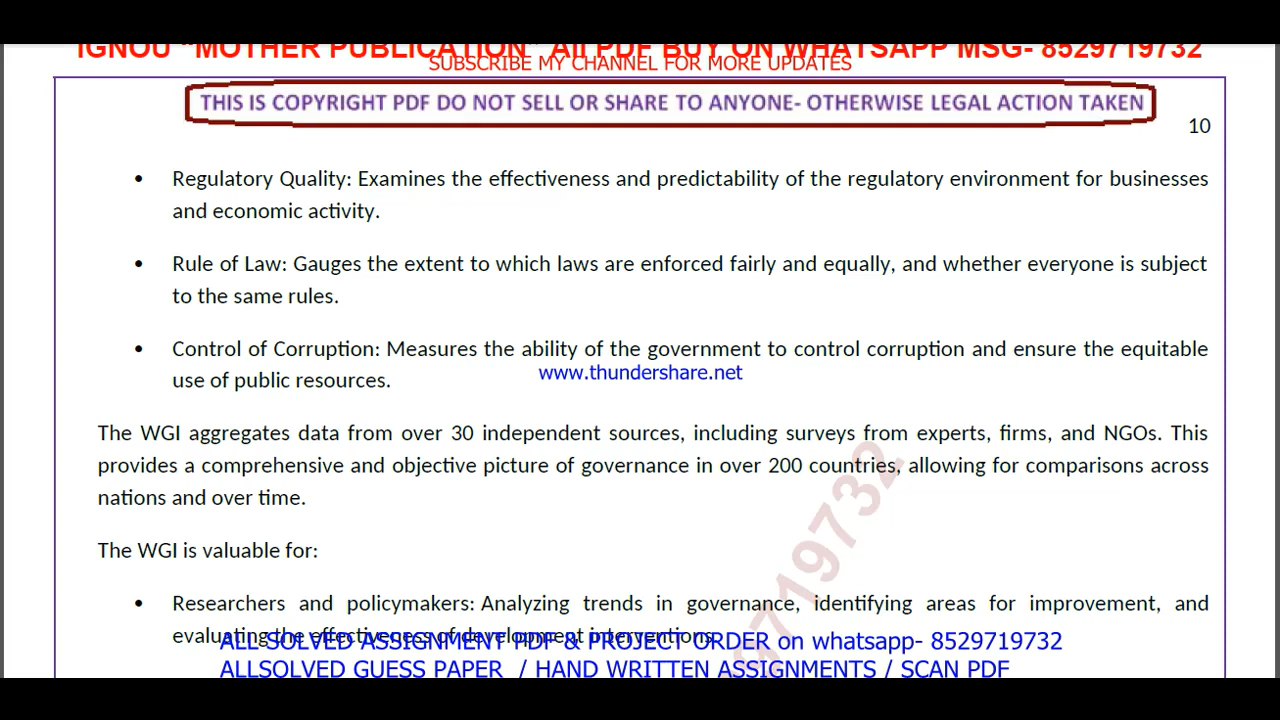 IGNOU "MOTHER PUBLICATION" All PDF BUY ON WHATSAPP MSG- 8529719732
SUBSCRIBE MY CHANNEL FOR MORE UPDATES
THIS IS COPYRIGHT PDF DO NOT SELL OR SHARE TO ANYONE- OTHERWISE LEGAL ACTION TAKEN
10
• Regulatory Quality: Examines the effectiveness and predictability of the regulatory environment for businesses
and economic activity.
• Rule of Law: Gauges the extent to which laws are enforced fairly and equally, and whether everyone is subject
to the same rules.
• Control of Corruption: Measures the ability of the government to control corruption and ensure the equitable
use of public resources.
www.thundershare.net
The WGI aggregates data from over 30 independent sources, including surveys from experts, firms, and NGOs. This
provides a comprehensive and objective picture of governance in over 200 countries, allowing for comparisons across
nations and over time.
9719732
The WGI is valuable for:
• Researchers and policymakers: Analyzing trends in governance, identifying areas for improvement, and
evaluating the effectiveness of development interventions.
ALL SOLVED ASSIGNMENT PDF & PROJECT ORDER on whatsapp- 8529719732
ALLSOLVED GUESS PAPER / HAND WRITTEN ASSIGNMENTS / SCAN PDF